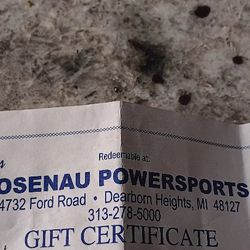 Redeemable at:
OSENAU POWERSPORTS
4732 Ford Road • Dearborn Heights, MI 48127
313-278-5000
GIFT CERTIFICATE